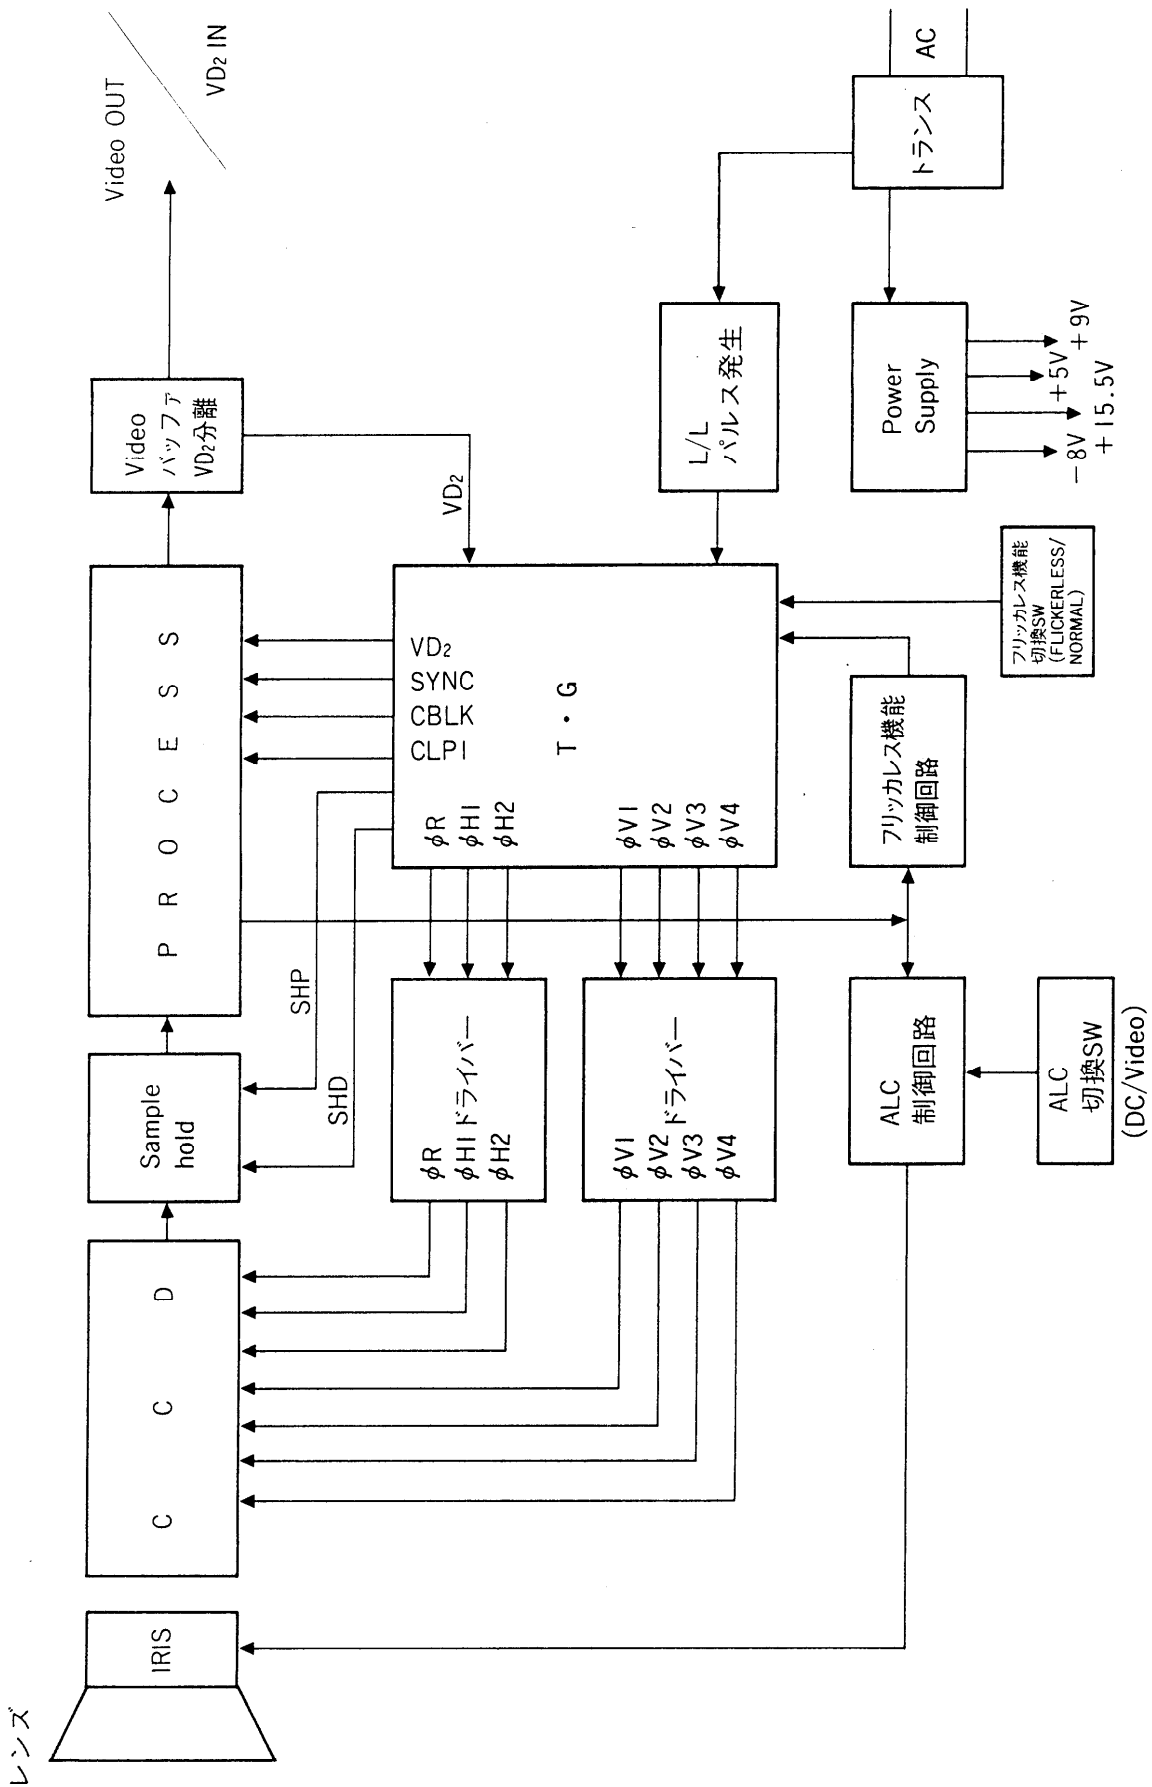 レンズ
IRIS
C C D
Sample
hold
P R O C E S S
Video
バッファ
VD₂分離
Video OUT
VD₂ IN
SHP
SHD
VD₂
VD₂
SYNC
CBLK
CLP1
T・G
φR
φH1
φH2
φV1
φV2
φV3
φV4
φR
φH1 ドライバー
φH2
φV1
φV2 ドライバー
φV3
φV4
L/L
パルス発生
トランス
AC
Power
Supply
−8V
+15.5V
+5V
+9V
フリッカレス機能
切換SW
(FLICKERLESS/
NORMAL)
フリッカレス機能
制御回路
ALC
制御回路
ALC
切換SW
(DC/Video)